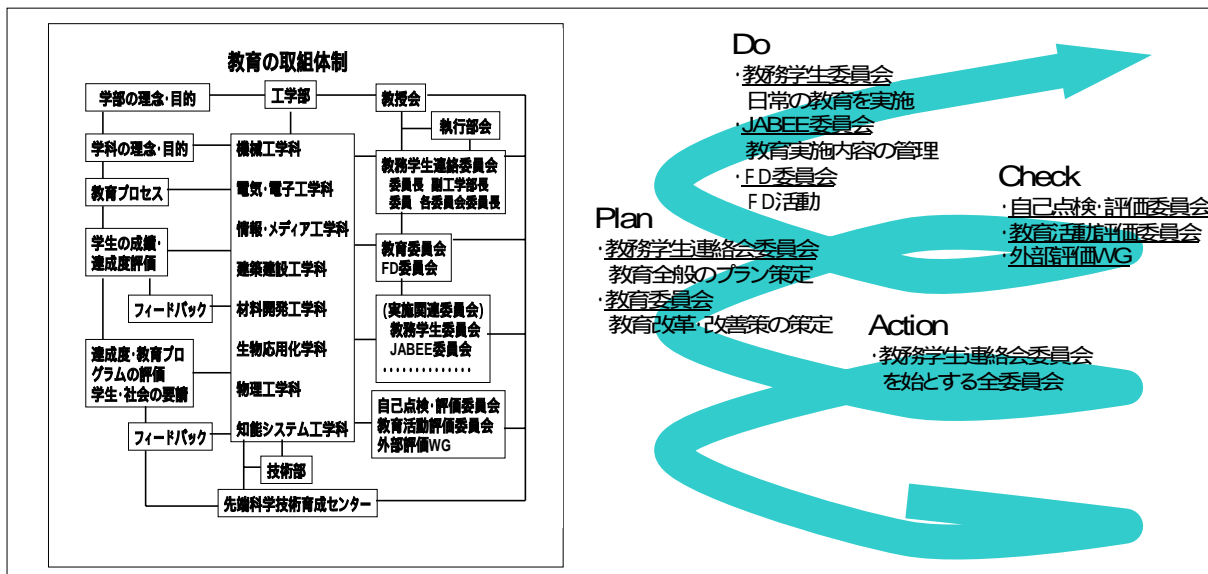 教育の取組体制
学部の理念・目的
学科の理念・目的
教育プロセス
学生の成績・
達成度評価
フィードバック
達成度・教育プロ
グラムの評価
学生・社会の要請
フィードバック
工学部
機械工学科
電気・電子工学科
情報・メディア工学科
建築建設工学科
材料開発工学科
生物応用化学科
物理工学科
知能システム工学科
技術部
先端科学技術育成センター
教授会
執行部会
教務学生連絡委員会
委員長 副工学部長
委員 各委員会委員長
教育委員会
FD委員会
(実施関連委員会)
教務学生委員会
JABEE委員会
・・・・・・・・・・・・・・
自己点検・評価委員会
教育活動評価委員会
外部評価WG
Do
・教務学生委員会
日常の教育を実施
・JABEE委員会
教育実施内容の管理
・FD委員会
FD活動
Plan
・教務学生連絡会委員会
教育全般のプラン策定
・教育委員会
教育改革・改善策の策定
Check
・自己点検・評価委員会
・教育活動評価委員会
・外部評価WG
Action
・教務学生連絡会委員会
を始とする全委員会